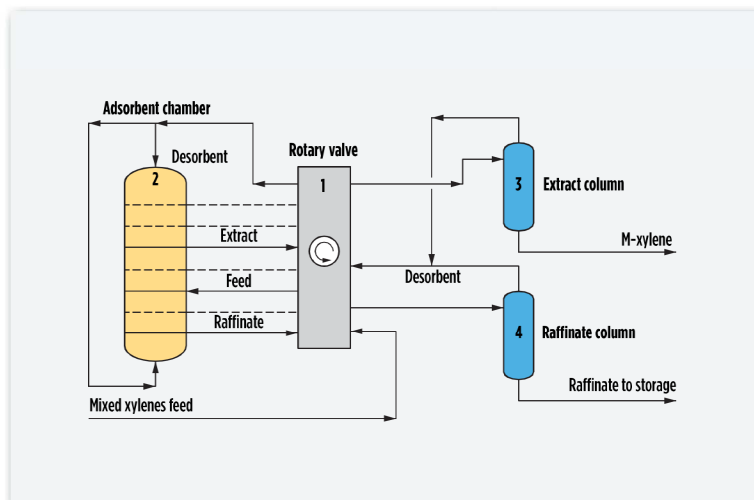 Adsorbent chamber
Desorbent
Rotary valve
2
1
3
Extract column
Extract
M-xylene
Feed
Desorbent
Raffinate
4
Raffinate column
Raffinate to storage
Mixed xylenes feed